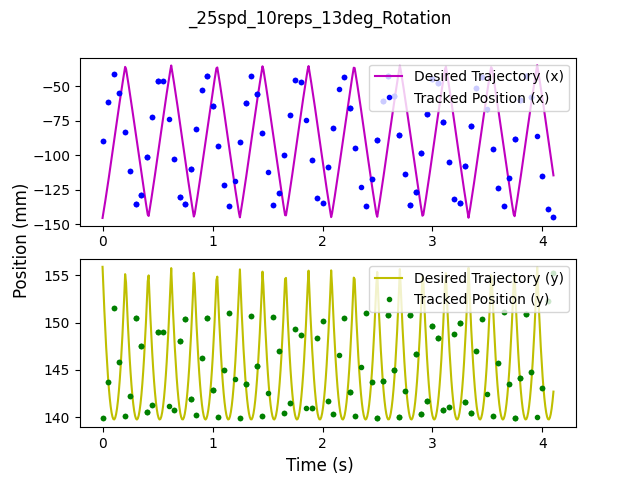 _25spd_10reps_13deg_Rotation
Position (mm)
−50
−75
−100
−125
−150
Desired Trajectory (x)
Tracked Position (x)
0
1
2
3
4
155
150
145
140
Desired Trajectory (y)
Tracked Position (y)
0
1
2
3
4
Time (s)